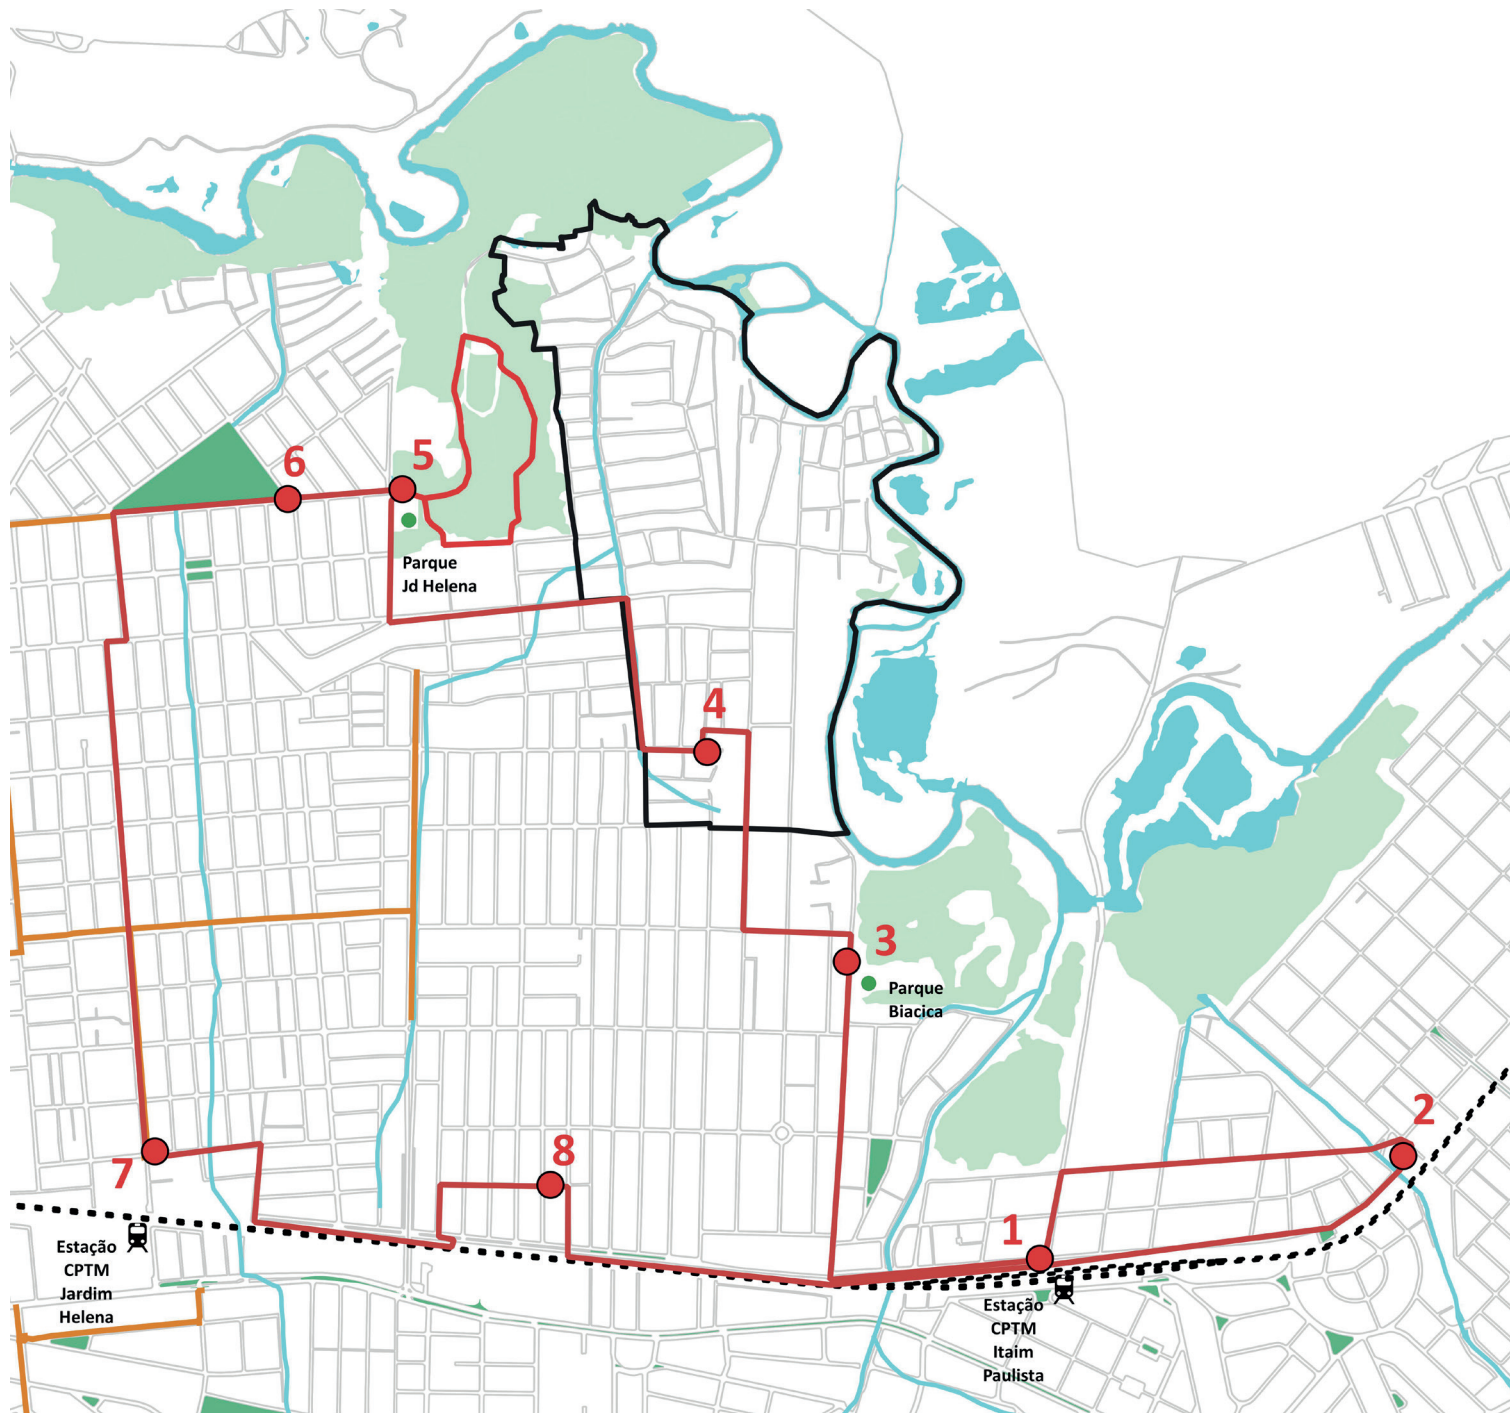 6
5
Parque
Jd Helena
4
3
Parque
Biacica
2
8
7
1
Estação
CPTM
Jardim
Helena
Estação
CPTM
Itaim
Paulista